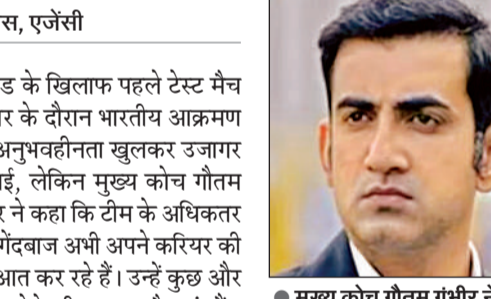 एजेंसी
के खिलाफ पहले टेस्ट मैच
के दौरान भारतीय आक्रमण
अनुभवहीनता खुलकर उजागर
लेकिन मुख्य कोच गौतम
ने कहा कि टीम के अधिकतर
गेंदबाज अभी अपने करियर की
कर रहे हैं। उन्हें कुछ और
मुख्य कोच गौतम गंभीर